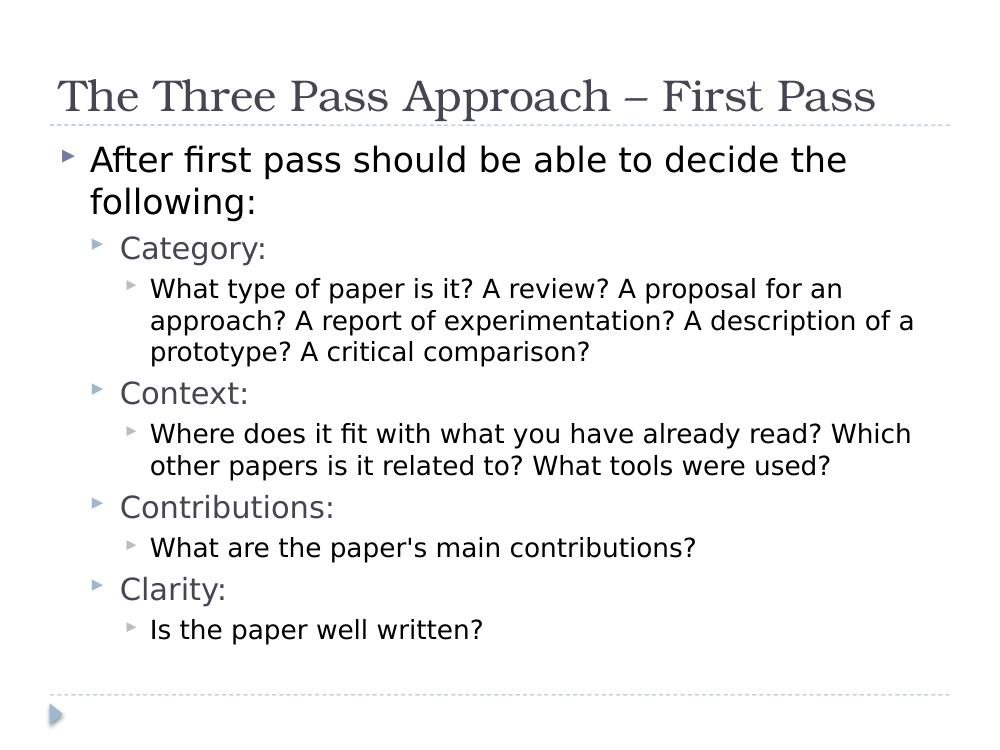 The Three Pass Approach – First Pass
After first pass should be able to decide the
following:
Category:
What type of paper is it? A review? A proposal for an
approach? A report of experimentation? A description of a
prototype? A critical comparison?
Context:
Where does it fit with what you have already read? Which
other papers is it related to? What tools were used?
Contributions:
What are the paper's main contributions?
Clarity:
Is the paper well written?